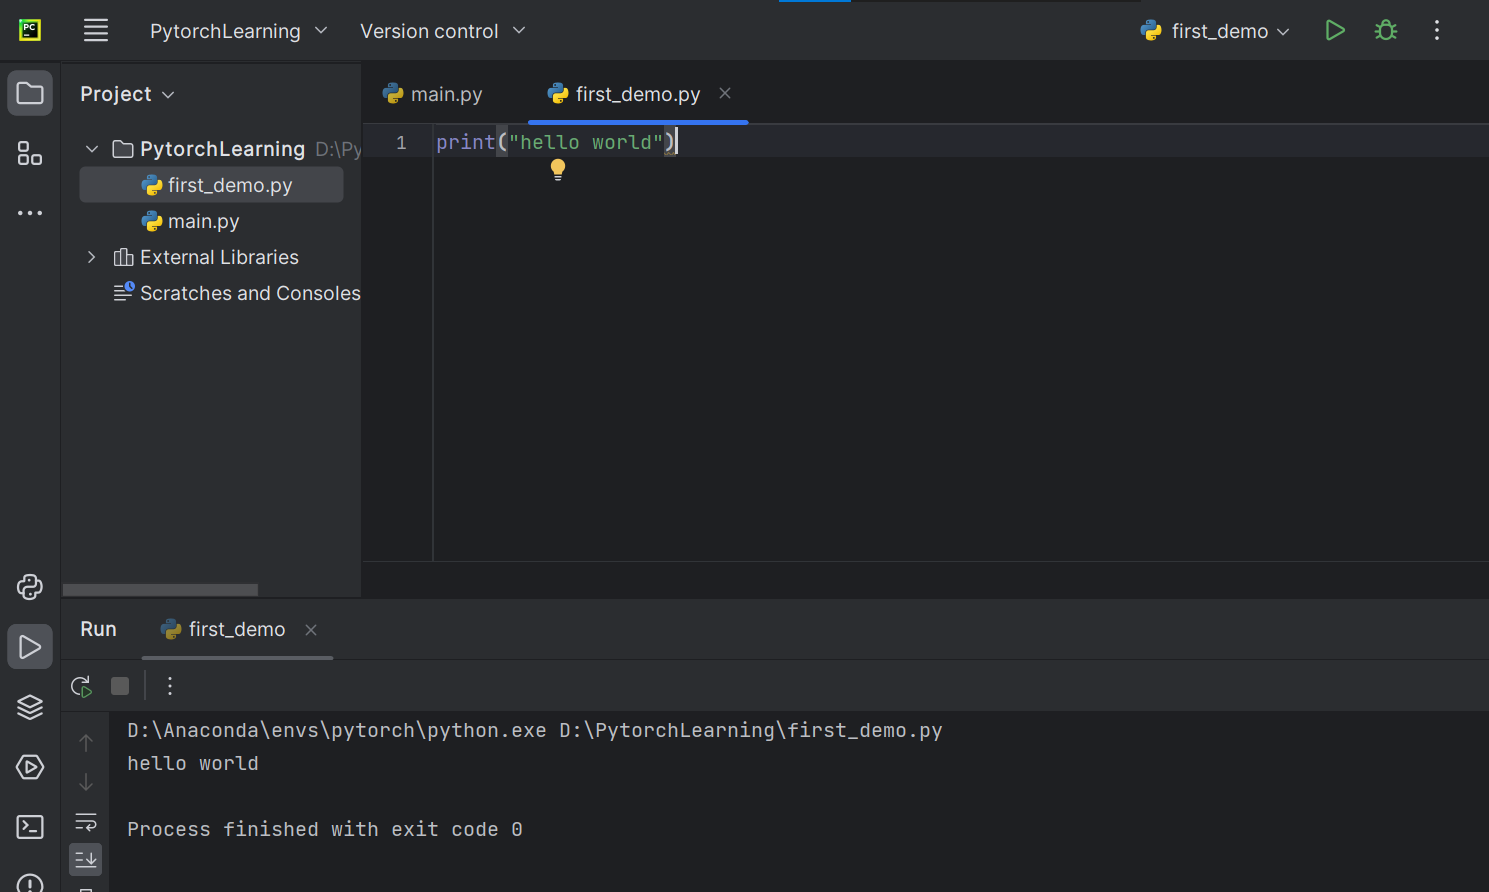 PC
PytorchLearning
Version control
first_demo
Project
main.py
first_demo.py
PytorchLearning D:\Py
first_demo.py
main.py
External Libraries
Scratches and Consoles
1 print("hello world")
Run
first_demo
D:\Anaconda\envs\pytorch\python.exe D:\PytorchLearning\first_demo.py
hello world
Process finished with exit code 0